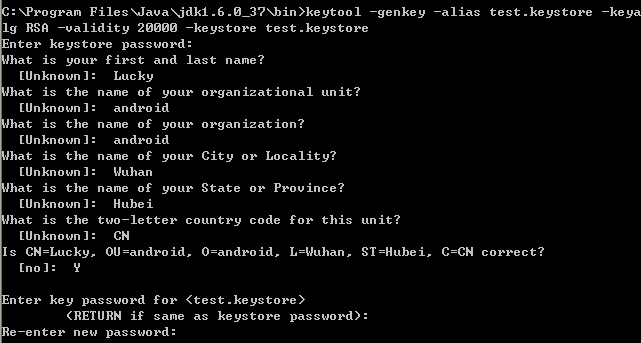 C:\Program Files\Java\jdk1.6.0_37\bin>keytool -genkey -alias test.keystore -keya
lg RSA -validity 20000 -keystore test.keystore
Enter keystore password:
What is your first and last name?
  [Unknown]:  Lucky
What is the name of your organizational unit?
  [Unknown]:  android
What is the name of your organization?
  [Unknown]:  android
What is the name of your City or Locality?
  [Unknown]:  Wuhan
What is the name of your State or Province?
  [Unknown]:  Hubei
What is the two-letter country code for this unit?
  [Unknown]:  CN
Is CN=Lucky, OU=android, O=android, L=Wuhan, ST=Hubei, C=CN correct?
  [no]:  Y
Enter key password for <test.keystore>
        (RETURN if same as keystore password):
Re-enter new password: